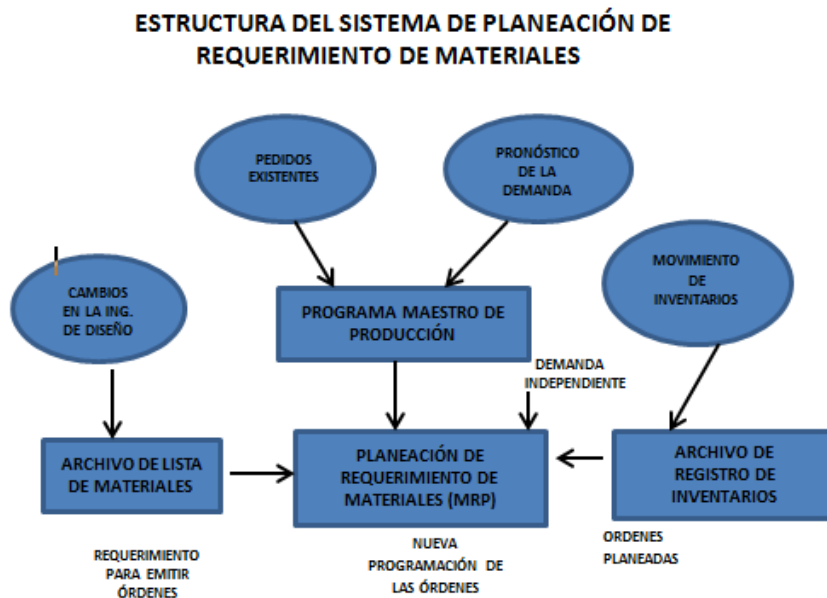 ESTRUCTURA DEL SISTEMA DE PLANEACIÓN DE
REQUERIMIENTO DE MATERIALES
PEDIDOS
EXISTENTES
PRONÓSTICO
DE LA
DEMANDA
MOVIMIENTO
DE
INVENTARIOS
CAMBIOS
EN LA ING.
DE DISEÑO
PROGRAMA MAESTRO DE
PRODUCCIÓN
DEMANDA
INDEPENDIENTE
ARCHIVO DE LISTA
DE MATERIALES
PLANEACIÓN DE
REQUERIMIENTO DE
MATERIALES (MRP)
ARCHIVO DE
REGISTRO DE
INVENTARIOS
REQUERIMIENTO
PARA EMITIR
ÓRDENES
NUEVA
PROGRAMACIÓN DE
LAS ÓRDENES
ORDENES
PLANEADAS